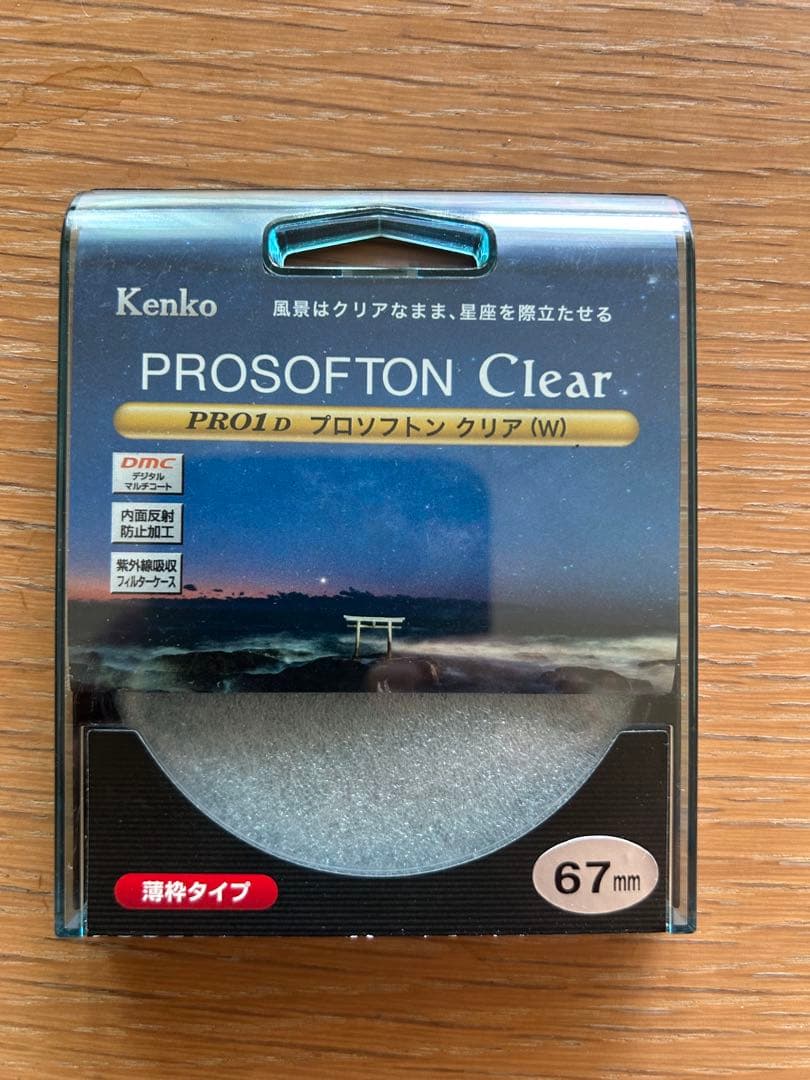 Kenko
風景はクリアなまま、星座を際立たせる
PROSOFTON Clear
PRO1D プロソフトン クリア(W)
DMC
デジタル
マルチコート
内面反射
防止加工
紫外線吸収
フィルターケース
薄枠タイプ
67mm